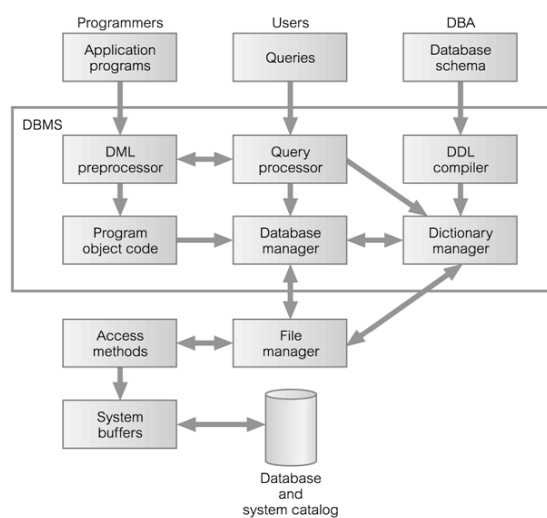 Programmers
Users
DBA
Application
programs
Queries
Database
schema
DBMS
DML
preprocessor
Query
processor
DDL
compiler
Program
object code
Database
manager
Dictionary
manager
Access
methods
File
manager
System
buffers
Database
and
system catalog